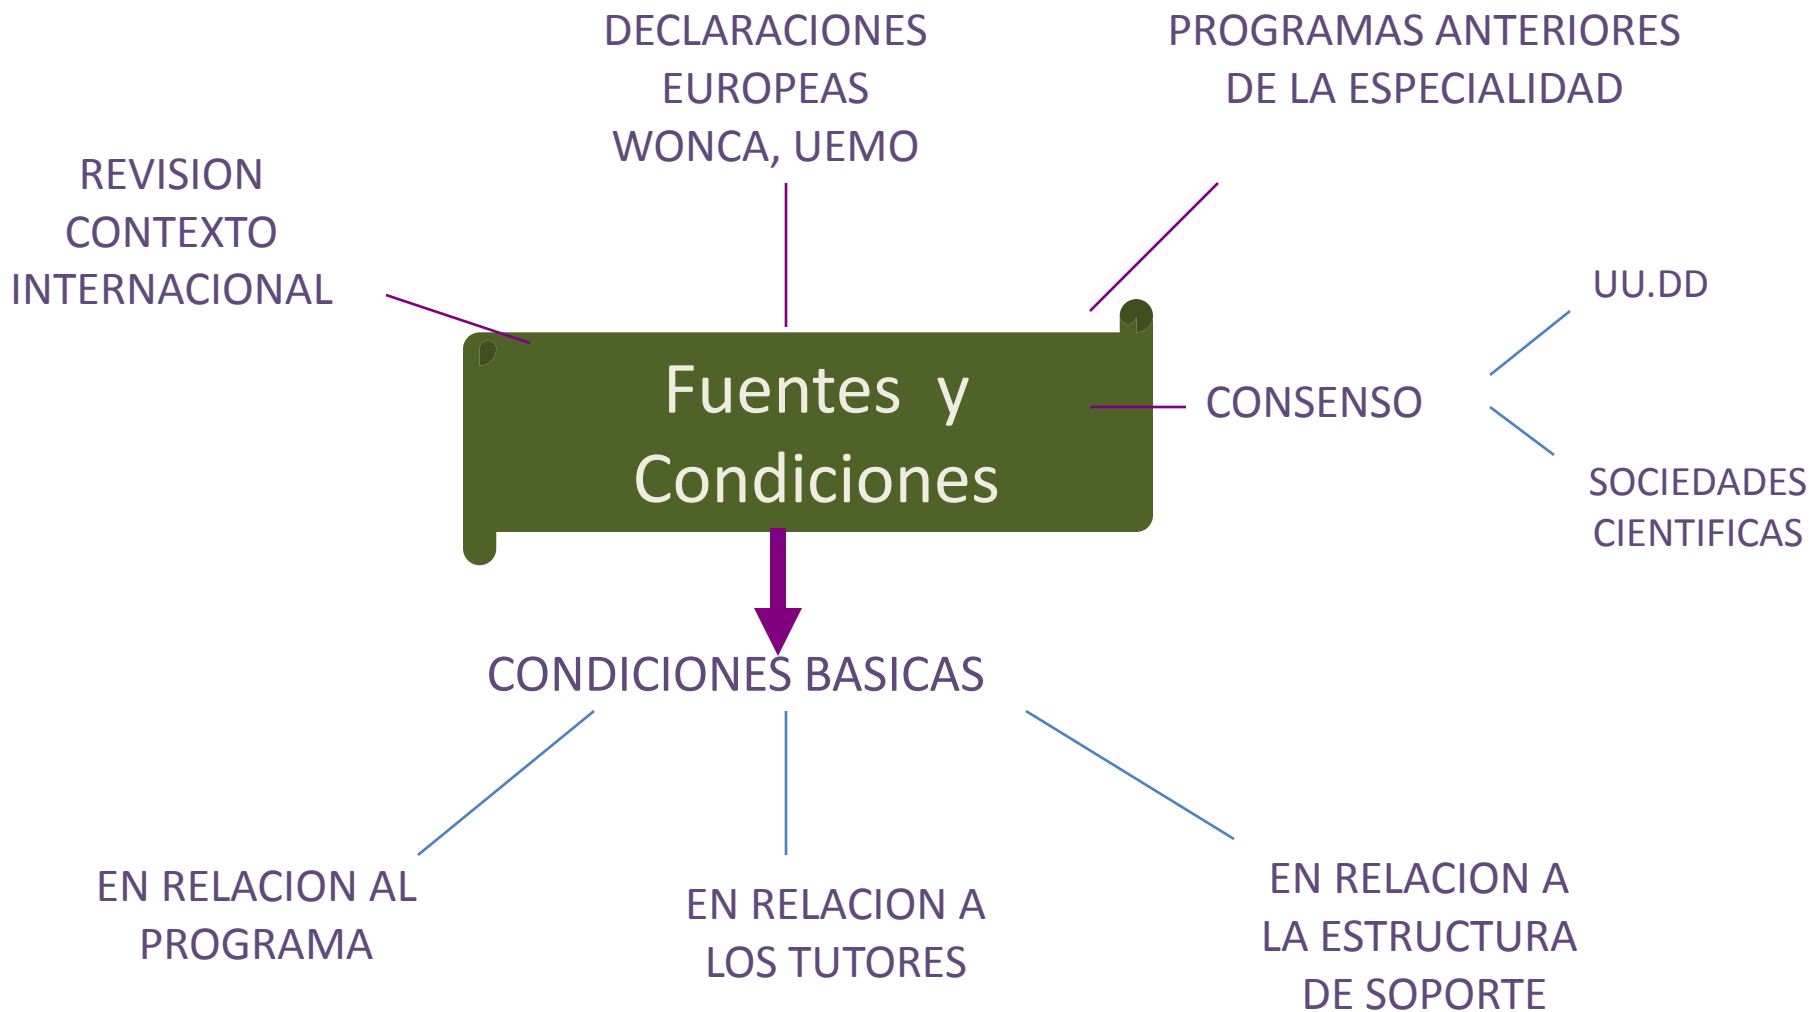 DECLARACIONES
EUROPEAS
WONCA, UEMO
PROGRAMAS ANTERIORES
DE LA ESPECIALIDAD
REVISION
CONTEXTO
INTERNACIONAL
UU.DD
Fuentes y
Condiciones
CONSENSO
SOCIEDADES
CIENTIFICAS
CONDICIONES BASICAS
EN RELACION AL
PROGRAMA
EN RELACION A
LOS TUTORES
EN RELACION A
LA ESTRUCTURA
DE SOPORTE